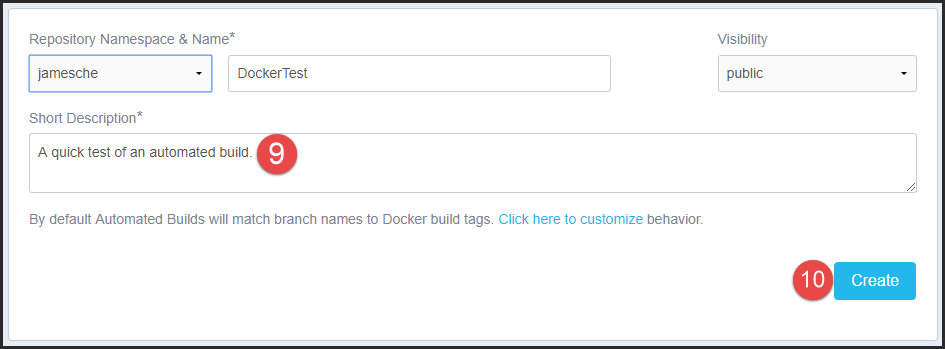 Repository Namespace & Name* Visibility
jamesche DockerTest public
Short Description*
A quick test of an automated build. 9
By default Automated Builds will match branch names to Docker build tags. Click here to customize behavior.
10 Create